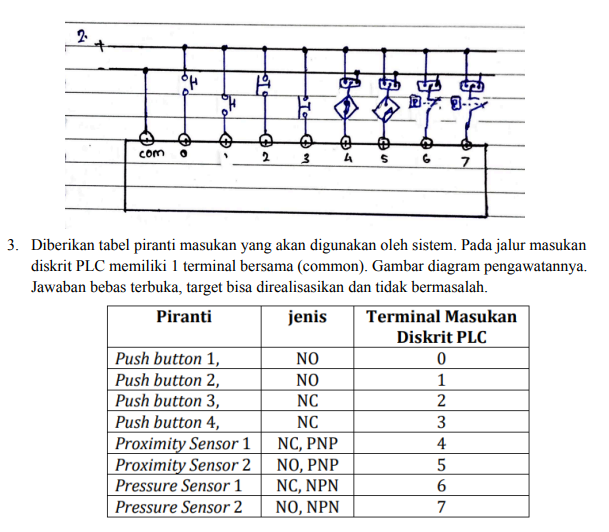 2.
+
-
com 0 1 2 3 4 5 6 7
3. Diberikan tabel piranti masukan yang akan digunakan oleh sistem. Pada jalur masukan
diskrit PLC memiliki 1 terminal bersama (common). Gambar diagram pengawatannya.
Jawaban bebas terbuka, target bisa direalisasikan dan tidak bermasalah.
Piranti jenis Terminal Masukan
Diskrit PLC
Push button 1, NO 0
Push button 2, NO 1
Push button 3, NC 2
Push button 4, NC 3
Proximity Sensor 1 NC, PNP 4
Proximity Sensor 2 NO, PNP 5
Pressure Sensor 1 NC, NPN 6
Pressure Sensor 2 NO, NPN 7